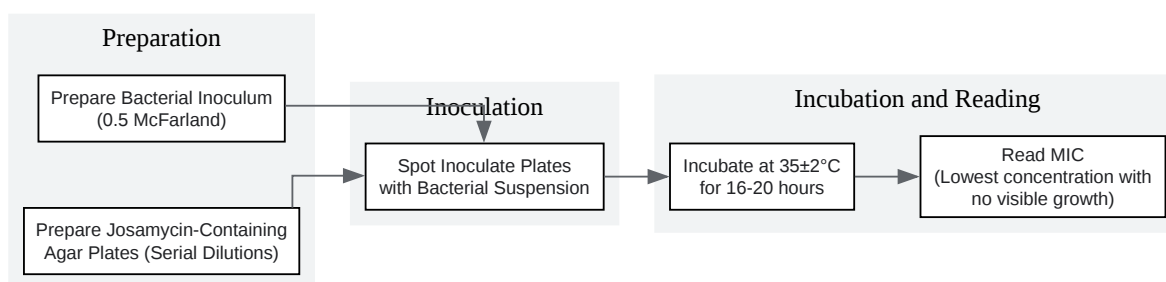 Preparation
Prepare Bacterial Inoculum
(0.5 McFarland)
Prepare Josamycin-Containing
Agar Plates (Serial Dilutions)
Inoculation
Spot Inoculate Plates
with Bacterial Suspension
Incubation and Reading
Incubate at 35±2°C
for 16-20 hours
Read MIC
(Lowest concentration with
no visible growth)